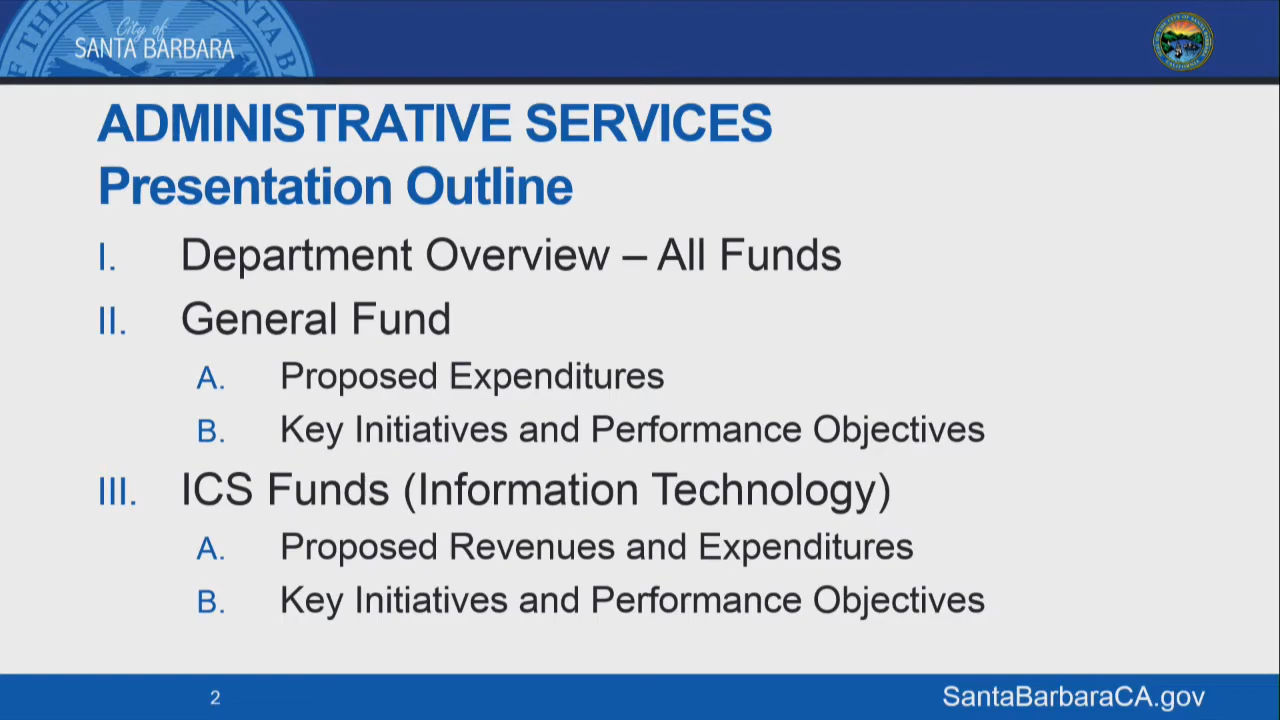 City of
SANTA BARBARA
ADMINISTRATIVE SERVICES
Presentation Outline
I. Department Overview – All Funds
II. General Fund
A. Proposed Expenditures
B. Key Initiatives and Performance Objectives
III. ICS Funds (Information Technology)
A. Proposed Revenues and Expenditures
B. Key Initiatives and Performance Objectives
2
SantaBarbaraCA.gov